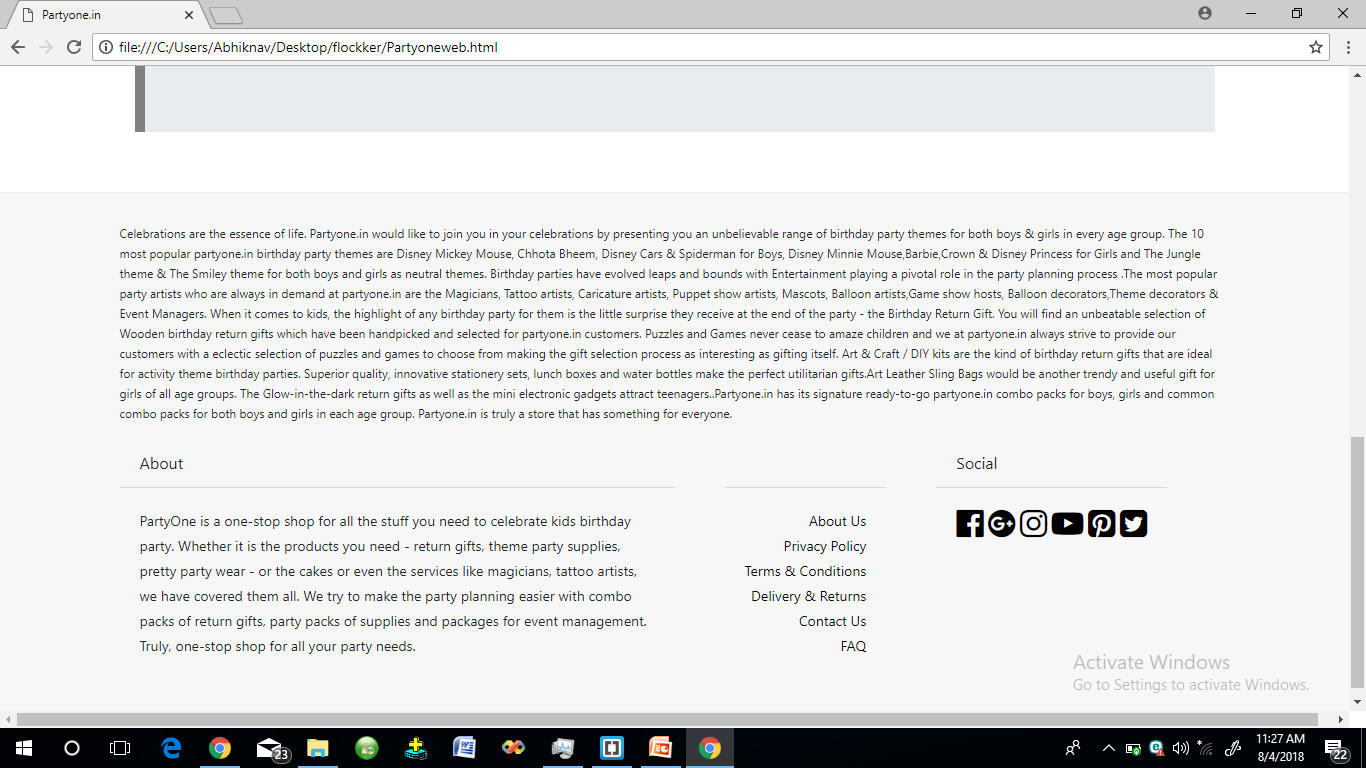 Partyone.in
file:///C:/Users/Abhiknav/Desktop/flockker/Partyoneweb.html
Celebrations are the essence of life. Partyone.in would like to join you in your celebrations by presenting you an unbelievable range of birthday party themes for both boys & girls in every age group. The 10
most popular partyone.in birthday party themes are Disney Mickey Mouse, Chhota Bheem, Disney Cars & Spiderman for Boys, Disney Minnie Mouse,Barbie,Crown & Disney Princess for Girls and The Jungle
theme & The Smiley theme for both boys and girls as neutral themes. Birthday parties have evolved leaps and bounds with Entertainment playing a pivotal role in the party planning process .The most popular
party artists who are always in demand at partyone.in are the Magicians, Tattoo artists, Caricature artists, Puppet show artists, Mascots, Balloon artists,Game show hosts, Balloon decorators,Theme decorators &
Event Managers. When it comes to kids, the highlight of any birthday party for them is the little surprise they receive at the end of the party - the Birthday Return Gift. You will find an unbeatable selection of
Wooden birthday return gifts which have been handpicked and selected for partyone.in customers. Puzzles and Games never cease to amaze children and we at partyone.in always strive to provide our
customers with a eclectic selection of puzzles and games to choose from making the gift selection process as interesting as gifting itself. Art & Craft / DIY kits are the kind of birthday return gifts that are ideal
for activity theme birthday parties. Superior quality, innovative stationery sets, lunch boxes and water bottles make the perfect utilitarian gifts.Art Leather Sling Bags would be another trendy and useful gift for
girls of all age groups. The Glow-in-the-dark return gifts as well as the mini electronic gadgets attract teenagers..Partyone.in has its signature ready-to-go partyone.in combo packs for boys, girls and common
combo packs for both boys and girls in each age group. Partyone.in is truly a store that has something for everyone.
About
PartyOne is a one-stop shop for all the stuff you need to celebrate kids birthday
party. Whether it is the products you need - return gifts, theme party supplies,
pretty party wear - or the cakes or even the services like magicians, tattoo artists,
we have covered them all. We try to make the party planning easier with combo
packs of return gifts, party packs of supplies and packages for event management.
Truly, one-stop shop for all your party needs.
About Us
Privacy Policy
Terms & Conditions
Delivery & Returns
Contact Us
FAQ
Social
Activate Windows
Go to Settings to activate Windows.
23
11:27 AM
8/4/2018
22